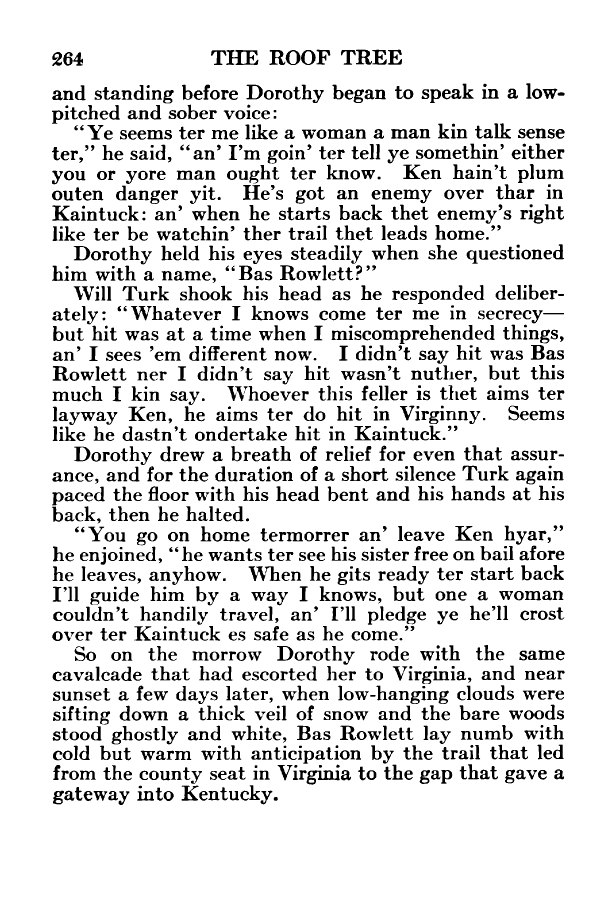 264 THE ROOF TREE
and standing before Dorothy began to speak in a low-
pitched and sober voice:
“Ye seems ter me like a woman a man kin talk sense
ter,” he said, “an’ I’m goin’ ter tell ye somethin’ either
you or yore man ought ter know. Ken hain’t plum
outen danger yit. He’s got an enemy over thar in
Kaintuck: an’ when he starts back thet enemy’s right
like ter be watchin’ ther trail thet leads home.”
Dorothy held his eyes steadily when she questioned
him with a name, “Bas Rowlett?”
Will Turk shook his head as he responded deliber-
ately: “Whatever I knows come ter me in secrecy—
but hit was at a time when I miscomprehended things,
an’ I sees ’em different now. I didn’t say hit was Bas
Rowlett ner I didn’t say hit wasn’t nuther, but this
much I kin say. Whoever this feller is thet aims ter
layway Ken, he aims ter do hit in Virginny. Seems
like he dastn’t ondertake hit in Kaintuck.”
Dorothy drew a breath of relief for even that assur-
ance, and for the duration of a short silence Turk again
paced the floor with his head bent and his hands at his
back, then he halted.
“You go on home termorrer an’ leave Ken hyar,”
he enjoined, “he wants ter see his sister free on bail afore
he leaves, anyhow. When he gits ready ter start back
I’ll guide him by a way I knows, but one a woman
couldn’t handily travel, an’ I’ll pledge ye he’ll crost
over ter Kaintuck es safe as he come.”
So on the morrow Dorothy rode with the same
cavalcade that had escorted her to Virginia, and near
sunset a few days later, when low-hanging clouds were
sifting down a thick veil of snow and the bare woods
stood ghostly and white, Bas Rowlett lay numb with
cold but warm with anticipation by the trail that led
from the county seat in Virginia to the gap that gave a
gateway into Kentucky.